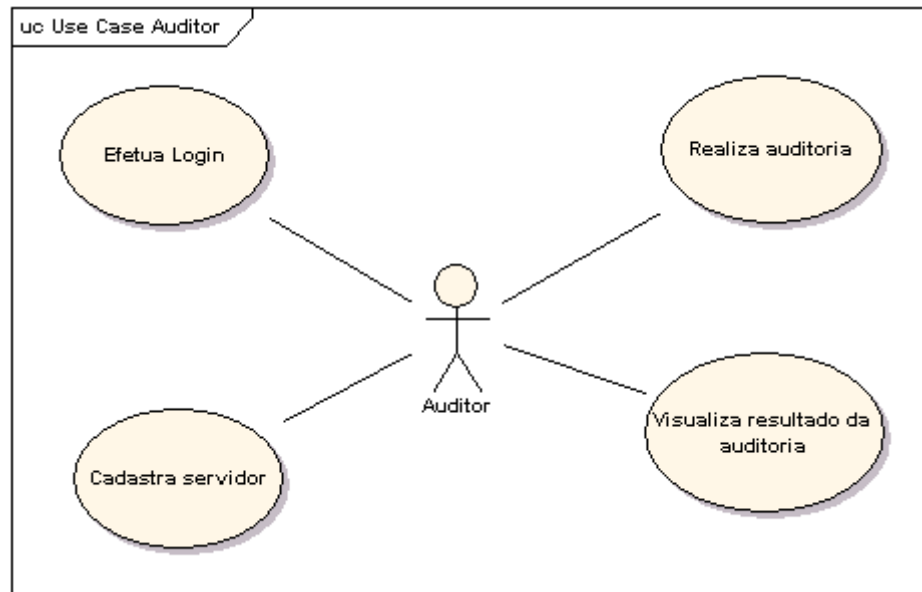 uc Use Case Auditor
Efetua Login
Realiza auditoria
Auditor
Cadastra servidor
Visualiza resultado da
auditoria